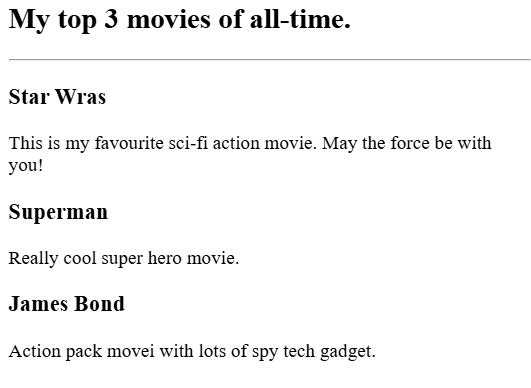 My top 3 movies of all-time.
Star Wras
This is my favourite sci-fi action movie. May the force be with
you!
Superman
Really cool super hero movie.
James Bond
Action pack movei with lots of spy tech gadget.